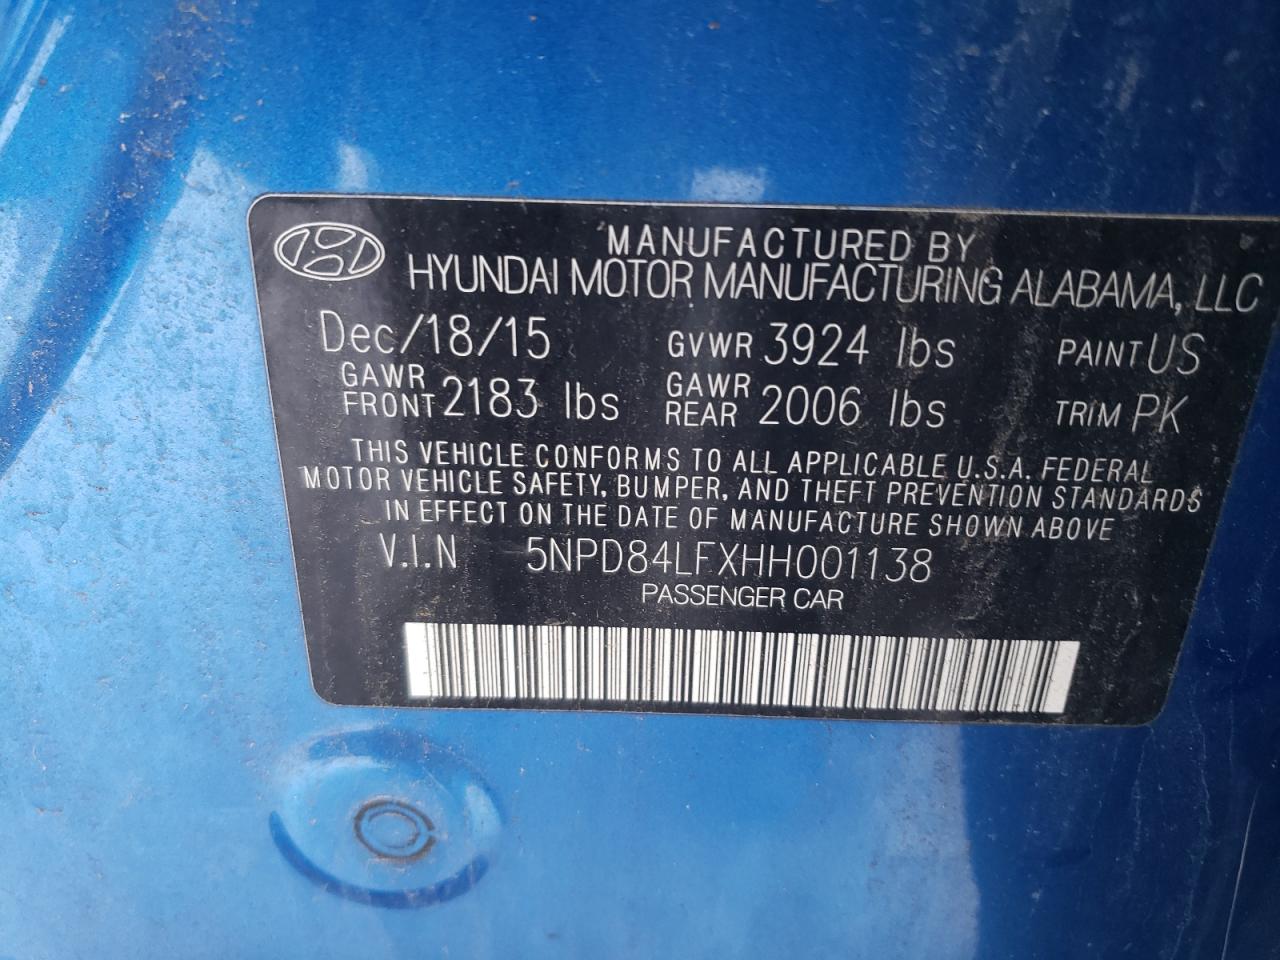 MANUFACTURED BY
HYUNDAI MOTOR MANUFACTURING ALABAMA, LLC
Dec/18/15 GVWR 3924 lbs PAINT US
GAWR FRONT 2183 lbs GAWR REAR 2006 lbs TRIM PK
THIS VEHICLE CONFORMS TO ALL APPLICABLE U.S.A. FEDERAL
MOTOR VEHICLE SAFETY, BUMPER, AND THEFT PREVENTION STANDARDS
IN EFFECT ON THE DATE OF MANUFACTURE SHOWN ABOVE
V.I.N 5NPD84LFXHH001138
PASSENGER CAR